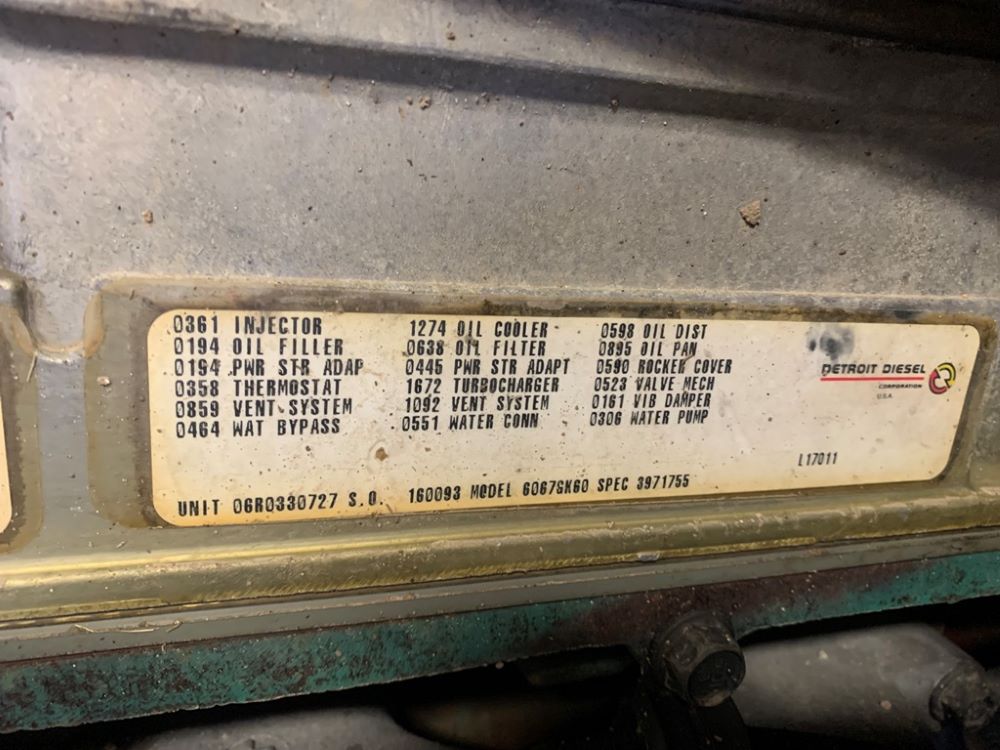 0361 INJECTOR 1274 OIL COOLER 0598 OIL DIST
0194 OIL FILLER 0638 OIL FILTER 0895 OIL PAN
0194 PWR STR ADAP 0445 PWR STR ADAPT 0590 ROCKER COVER
0358 THERMOSTAT 1672 TURBOCHARGER 0523 VALVE MECH
0859 VENT SYSTEM 1092 VENT SYSTEM 0161 VIB DAMPER
0464 WAT BYPASS 0551 WATER CONN 0306 WATER PUMP
DETROIT DIESEL
CORPORATION
U.S.A.
L17011
UNIT 06R0330727 S.O. 160093 MODEL 6067GK60 SPEC 3971755